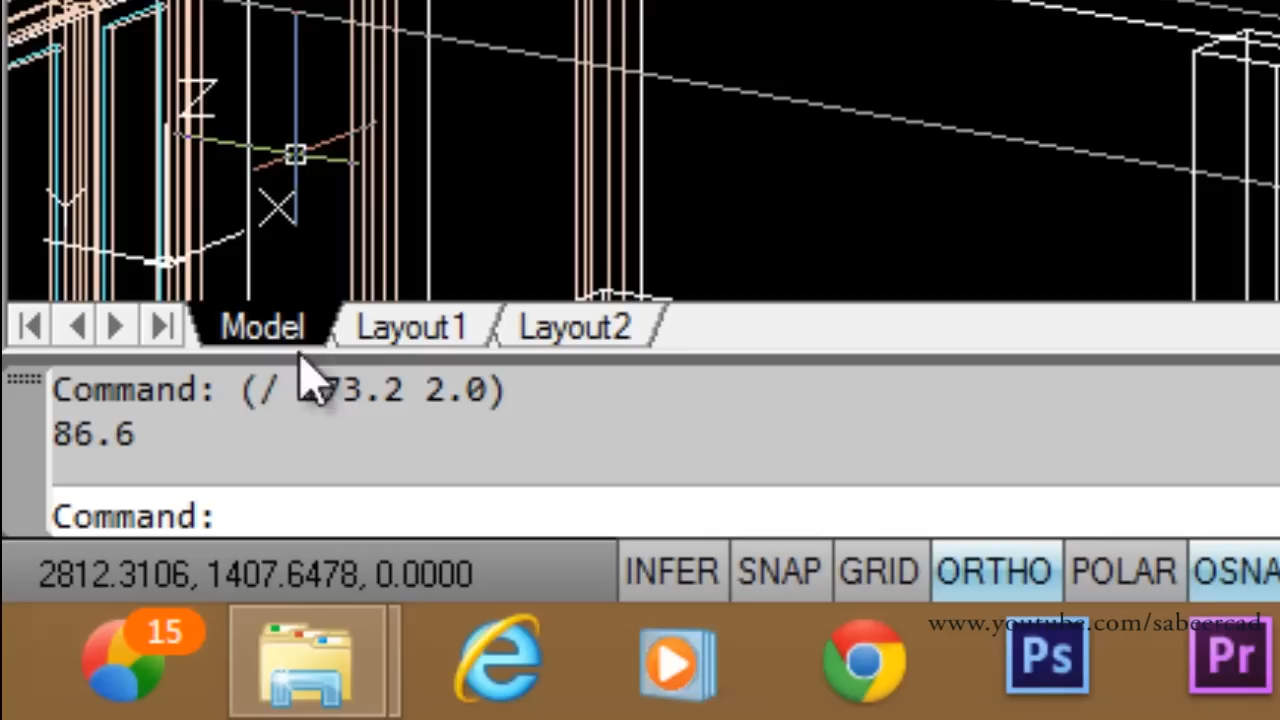 Z
Y
X
Model Layout1 Layout2
Command: (/ 73.2 2.0)
86.6
Command:
2812.3106, 1407.6478, 0.0000 INFER SNAP GRID ORTHO POLAR OSNA
www.youtube.com/sabeercad
15 Ps Pr